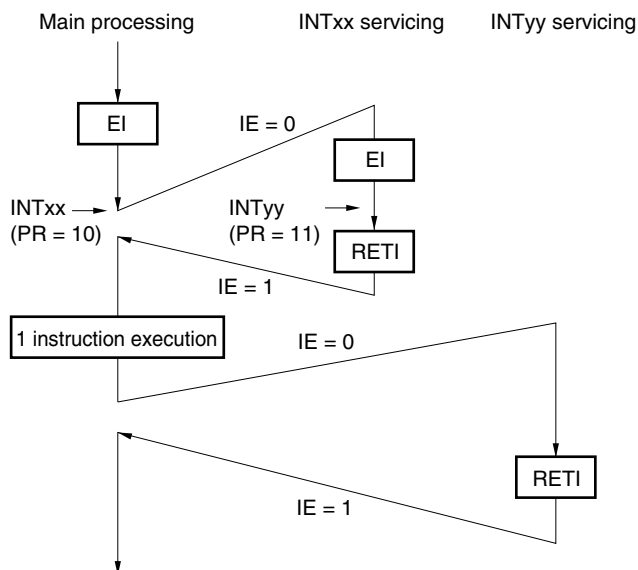 Main processing
INTxx servicing
INTyy servicing
EI
IE = 0
EI
INTxx
(PR = 10)
INTyy
(PR = 11)
RETI
IE = 1
1 instruction execution
IE = 0
RETI
IE = 1